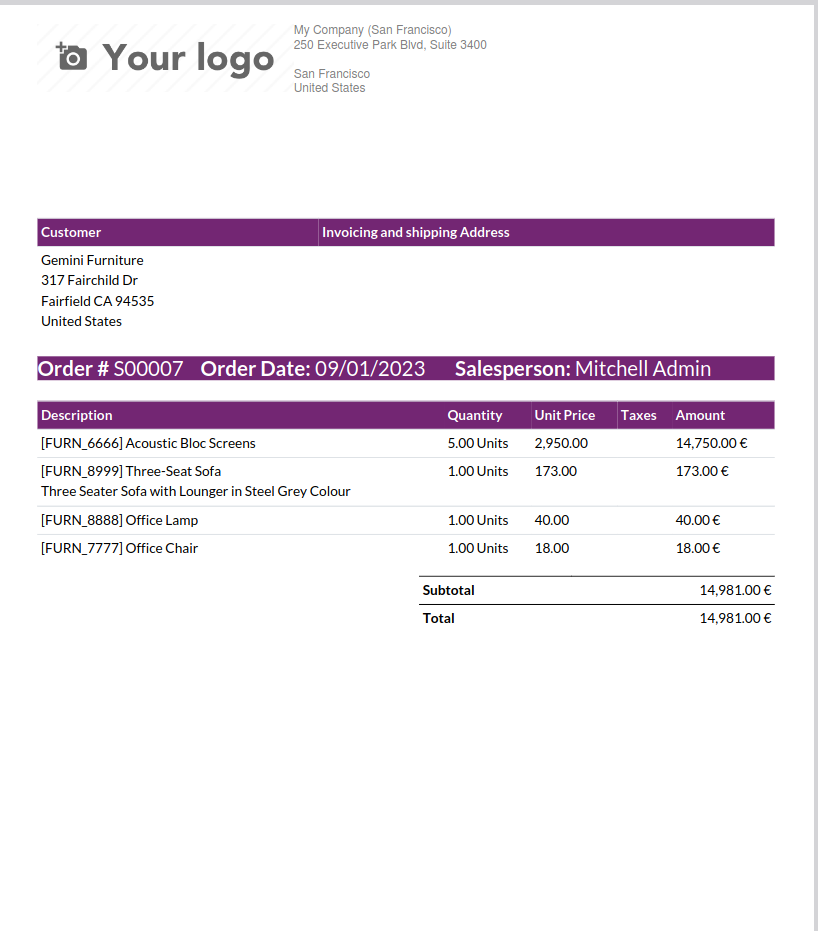 Your logo
My Company (San Francisco)
250 Executive Park Blvd, Suite 3400
San Francisco
United States
Customer Invoicing and shipping Address
Gemini Furniture
317 Fairchild Dr
Fairfield CA 94535
United States
Order # S00007 Order Date: 09/01/2023 Salesperson: Mitchell Admin
Description Quantity Unit Price Taxes Amount
[FURN_6666] Acoustic Bloc Screens 5.00 Units 2,950.00 14,750.00 €
[FURN_8999] Three-Seat Sofa 1.00 Units 173.00 173.00 €
Three Seater Sofa with Lounger in Steel Grey Colour
[FURN_8888] Office Lamp 1.00 Units 40.00 40.00 €
[FURN_7777] Office Chair 1.00 Units 18.00 18.00 €
Subtotal 14,981.00 €
Total 14,981.00 €